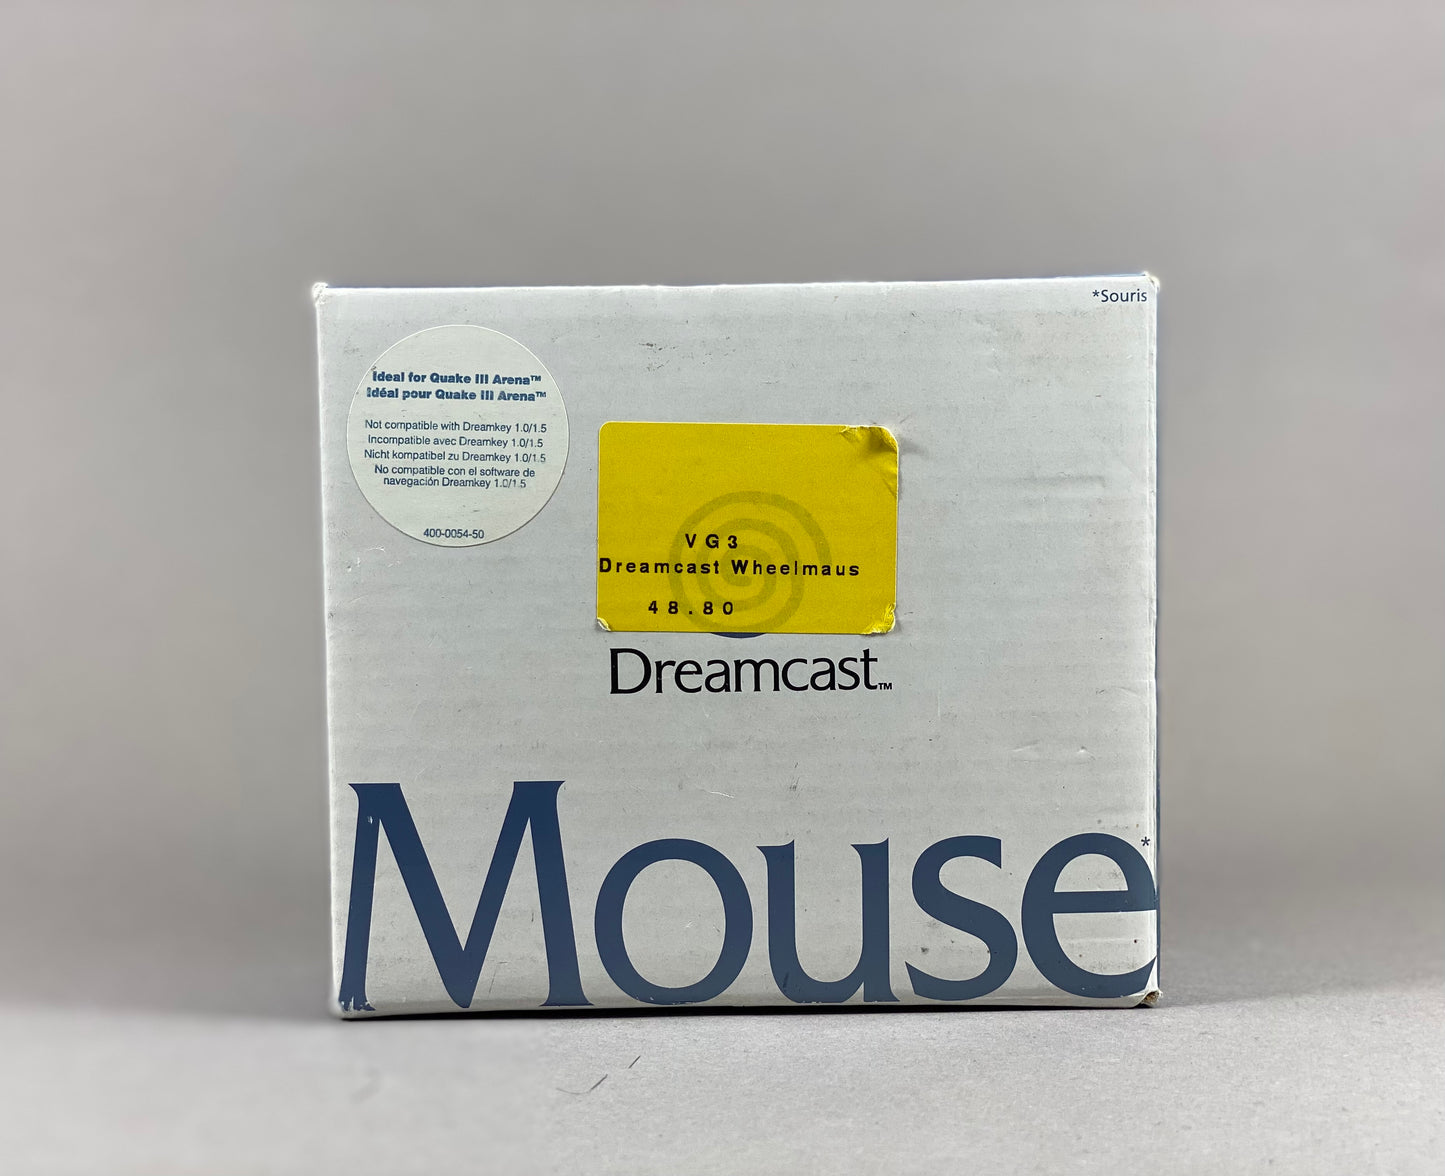 *Souris
Ideal for Quake III Arena™
Idéal pour Quake III Arena™
Not compatible with Dreamkey 1.0/1.5
Incompatible avec Dreamkey 1.0/1.5
Nicht kompatibel zu Dreamkey 1.0/1.5
No compatible con el software de
navegación Dreamkey 1.0/1.5
400-0054-50
VG3
Dreamcast Wheelmaus
48.80
Dreamcast™
Mouse*